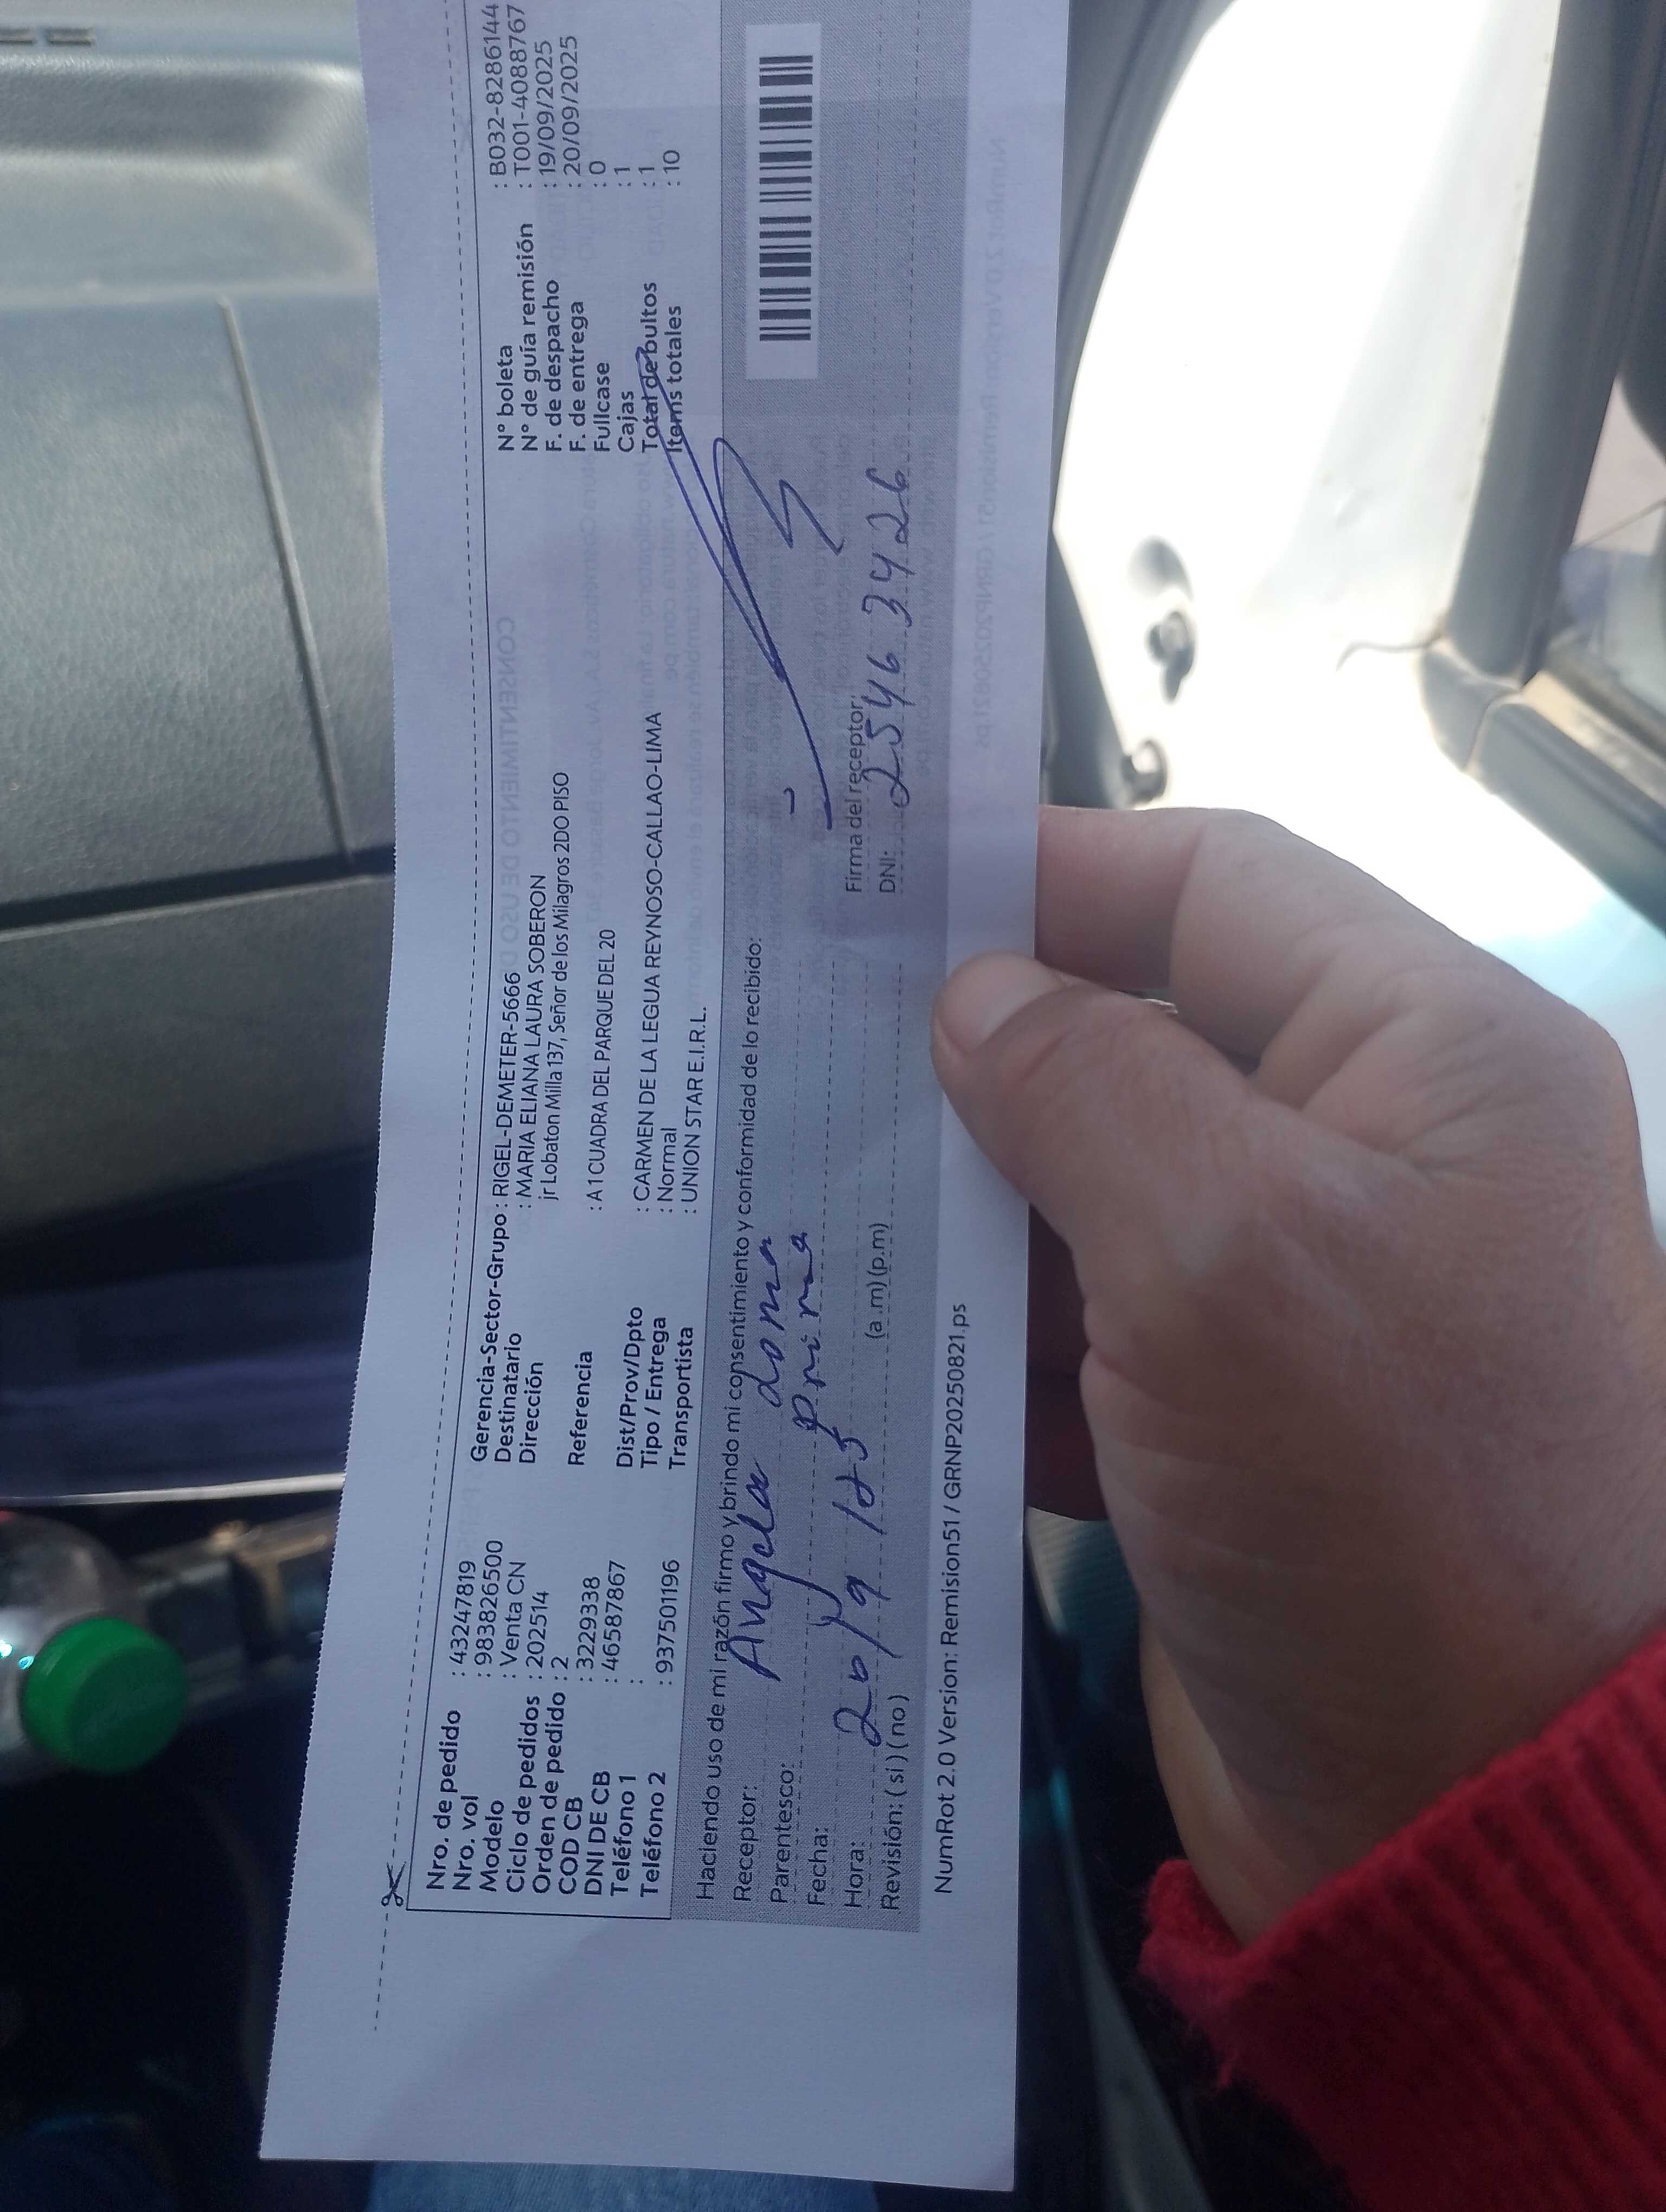 Nro. de pedido : 43247819
Nro. vol : 9838826500
Modelo : Venta CN
Ciclo de pedidos : 202514
Orden de pedido : 2
COD CB : 3229338
DNI DE CB : 46587867
Teléfono 1 :
Teléfono 2 : 937501196
Gerencia-Sector-Grupo : RIGEL-DEMETER-5666
Destinatario : MARIA ELIANA LAURA SOBERON
Dirección jr Lobaton Milla 137, Señor de los Milagros 2DO PISO
Referencia : A 1 CUADRA DEL PARQUE DEL 20
Dist/Prov/Dpto : CARMEN DE LA LEGUA REYNOSO-CALLAO-LIMA
Tipo / Entrega : Normal
Transportista : UNION STAR E.I.R.L.
N° boleta : B032-8286144
N° de guía remisión : T001-4088767
F. de despacho : 19/09/2025
F. de entrega : 20/09/2025
Fullcase : 0
Cajas : 1
Total de bultos : 1
Items totales : 10
Haciendo uso de mi razón firmo y brindo mi consentimiento y conformidad de lo recibido:
Receptor: Angela
Parentesco: prima
Fecha: 20/9/25
Hora: (a.m) (p.m)
Revisión: ( si ) ( no )
Firma del receptor:
DNI: 25463426
NumRot 2.0 Version: Remision51 / GRNP20250821.ps
CONSENTIMIENTO DE USO D